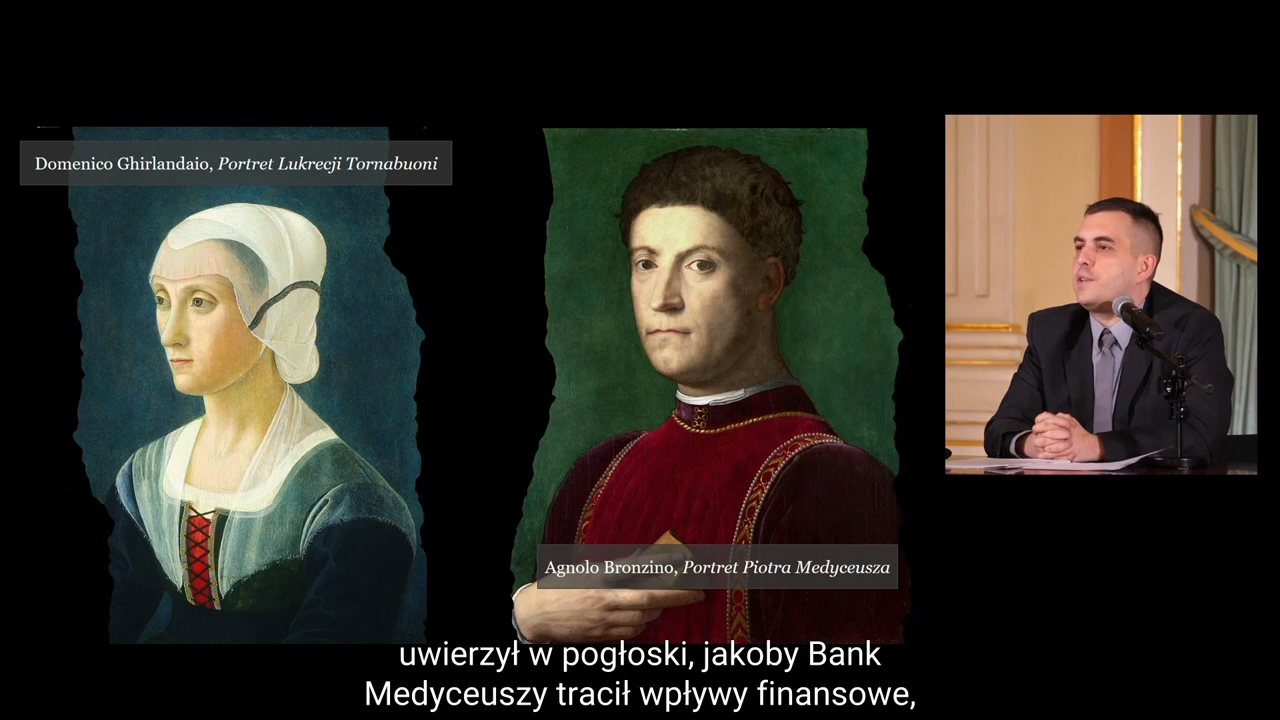 Domenico Ghirlandaio, Portret Lukrecji Tornabuoni
Agnolo Bronzino, Portret Piotra Medyceusza
uwierzył w pogłoski, jakoby Bank
Medyceuszy tracił wpływy finansowe,